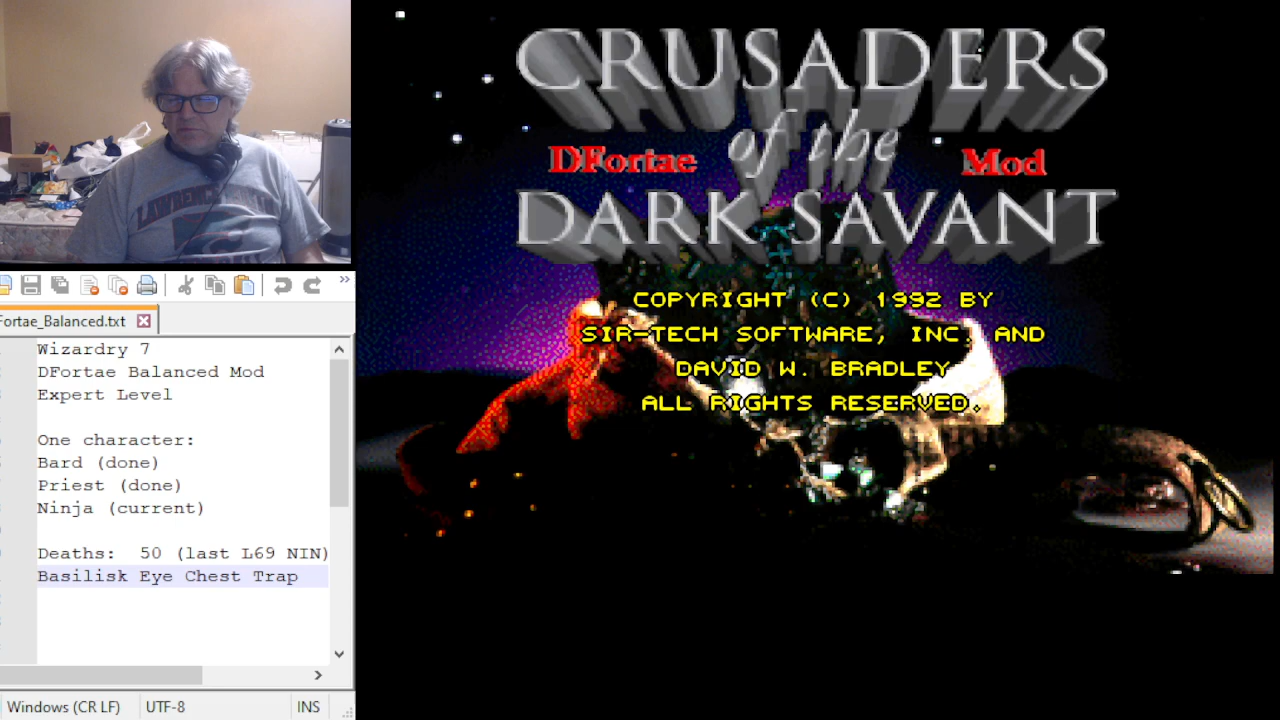 CRUSADERS
of the
DFortae Mod
DARK SAVANT
COPYRIGHT (C) 1992 BY
SIR-TECH SOFTWARE, INC. AND
DAVID W. BRADLEY
ALL RIGHTS RESERVED.
Fortae_Balanced.txt
Wizardry 7
DFortae Balanced Mod
Expert Level
One character:
Bard (done)
Priest (done)
Ninja (current)
Deaths: 50 (last L69 NIN)
Basilisk Eye Chest Trap
Windows (CR LF) UTF-8 INS